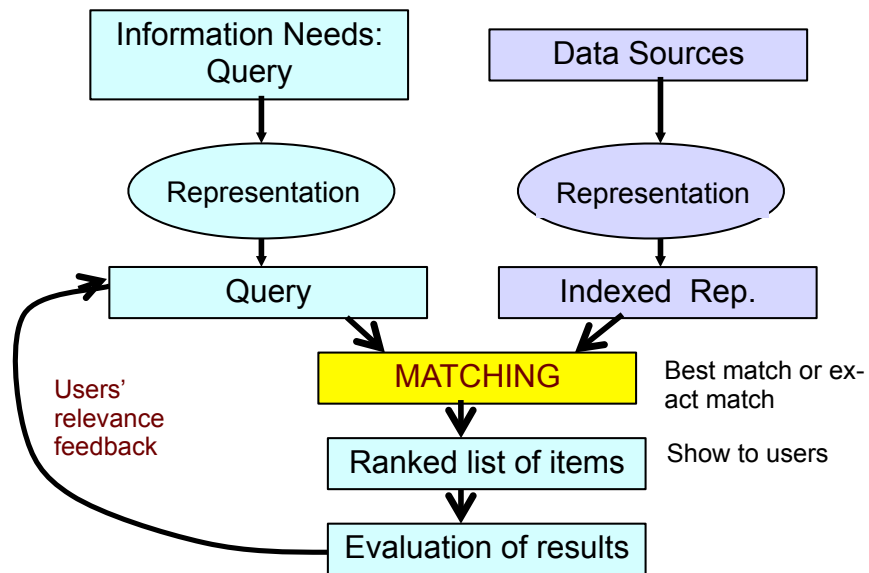 Information Needs:
Query
Data Sources
Representation
Representation
Query
Indexed Rep.
MATCHING
Best match or ex-
act match
Users'
relevance
feedback
Ranked list of items
Show to users
Evaluation of results